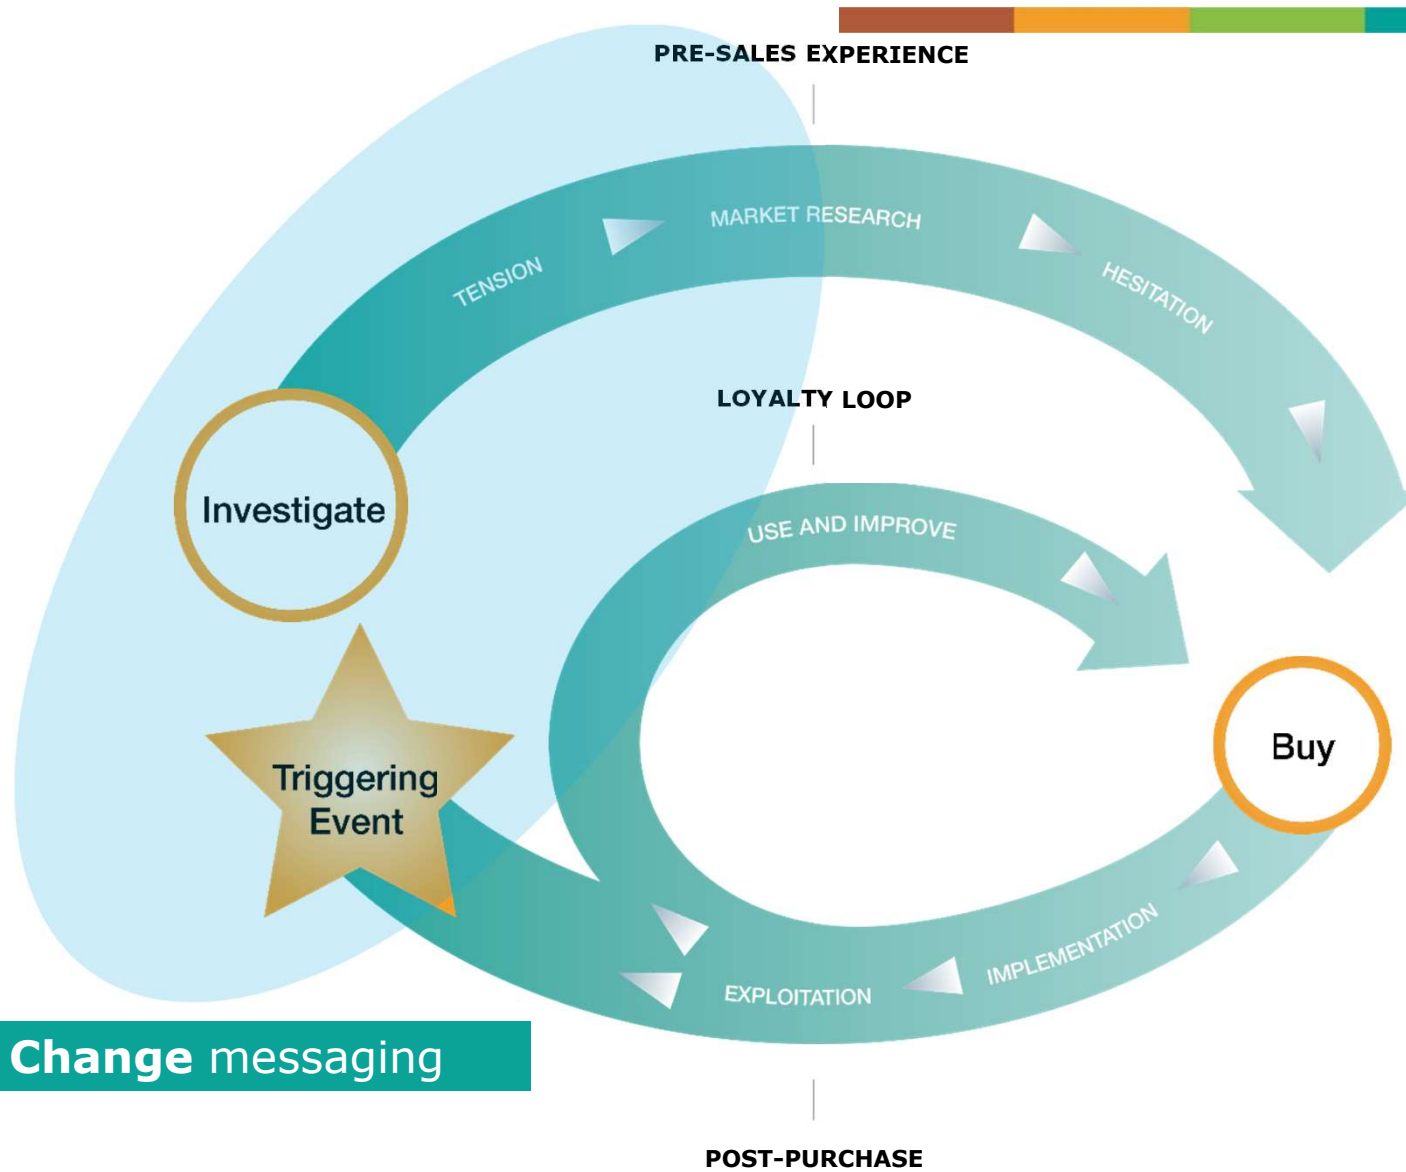 PRE-SALES EXPERIENCE
MARKET RESEARCH
TENSION
HESITATION
LOYALTY LOOP
Investigate
USE AND IMPROVE
Triggering
Event
Buy
IMPLEMENTATION
EXPLOITATION
Change messaging
POST-PURCHASE